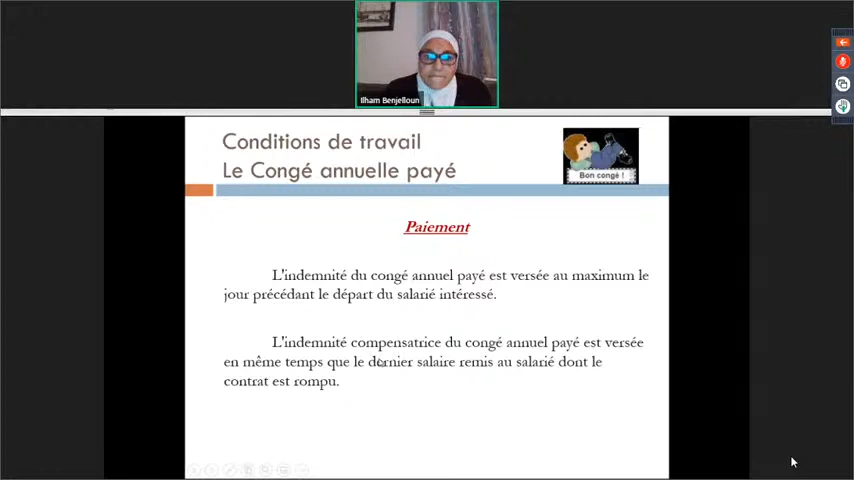 Ilham Benjelloun
Conditions de travail
Le Congé annuelle payé
Bon congé !
Paiement
L'indemnité du congé annuel payé est versée au maximum le
jour précédant le départ du salarié intéressé.
L'indemnité compensatrice du congé annuel payé est versée
en même temps que le dernier salaire remis au salarié dont le
contrat est rompu.